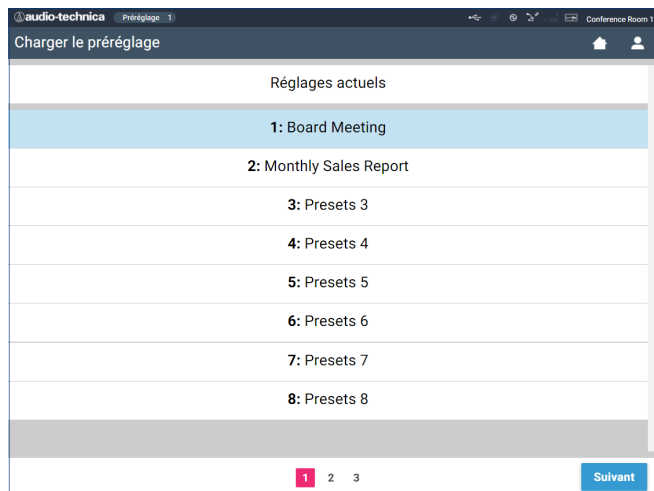 audio-technica Préréglage 1 Conference Room 1
Charger le préréglage
Réglages actuels
1: Board Meeting
2: Monthly Sales Report
3: Presets 3
4: Presets 4
5: Presets 5
6: Presets 6
7: Presets 7
8: Presets 8
1 2 3 Suivant